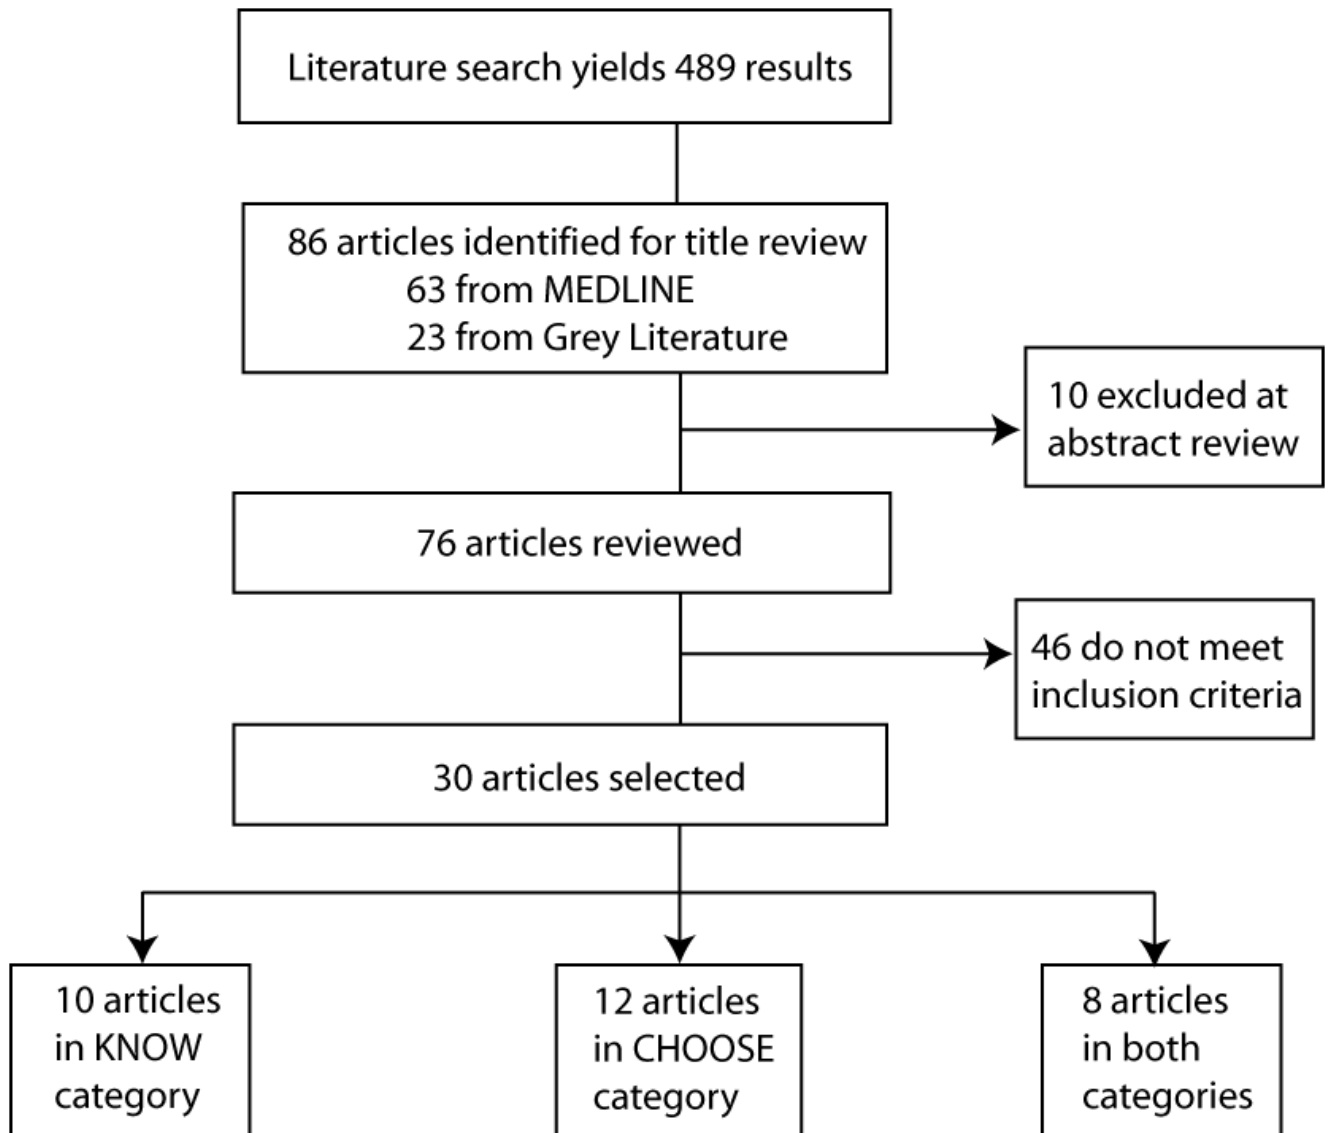 Literature search yields 489 results
86 articles identified for title review
63 from MEDLINE
23 from Grey Literature
10 excluded at
abstract review
76 articles reviewed
46 do not meet
inclusion criteria
30 articles selected
10 articles
in KNOW
category
12 articles
in CHOOSE
category
8 articles
in both
categories